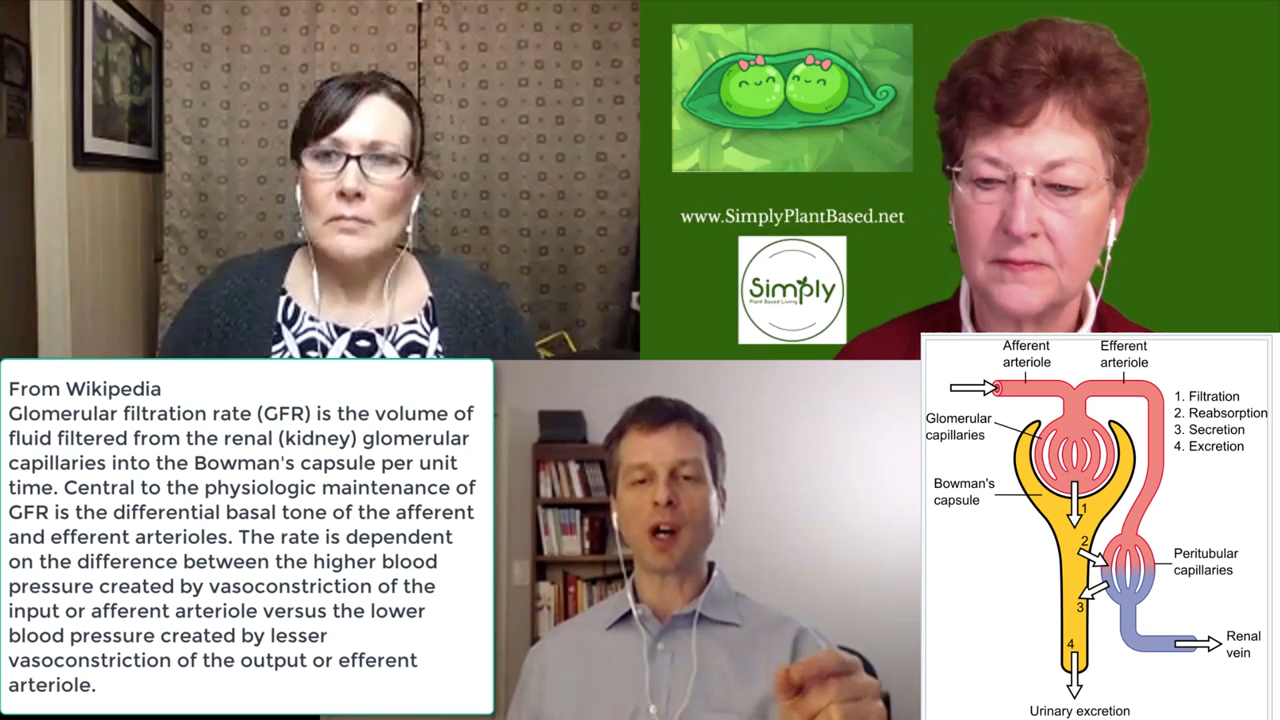 www.SimplyPlantBased.net
Simply
Plant Based Living
From Wikipedia
Glomerular filtration rate (GFR) is the volume of
fluid filtered from the renal (kidney) glomerular
capillaries into the Bowman's capsule per unit
time. Central to the physiologic maintenance of
GFR is the differential basal tone of the afferent
and efferent arterioles. The rate is dependent
on the difference between the higher blood
pressure created by vasoconstriction of the
input or afferent arteriole versus the lower
blood pressure created by lesser
vasoconstriction of the output or efferent
arteriole.
Afferent
arteriole
Efferent
arteriole
1. Filtration
2. Reabsorption
3. Secretion
4. Excretion
Glomerular
capillaries
Bowman's
capsule
1
2
3
4
Peritubular
capillaries
Renal
vein
Urinary excretion